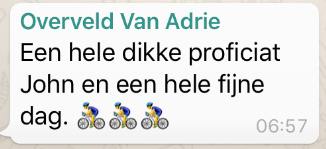 Overveld Van Adrie
Een hele dikke proficiat
John en een hele fijne
dag. 🚴🚴🚴
06:57